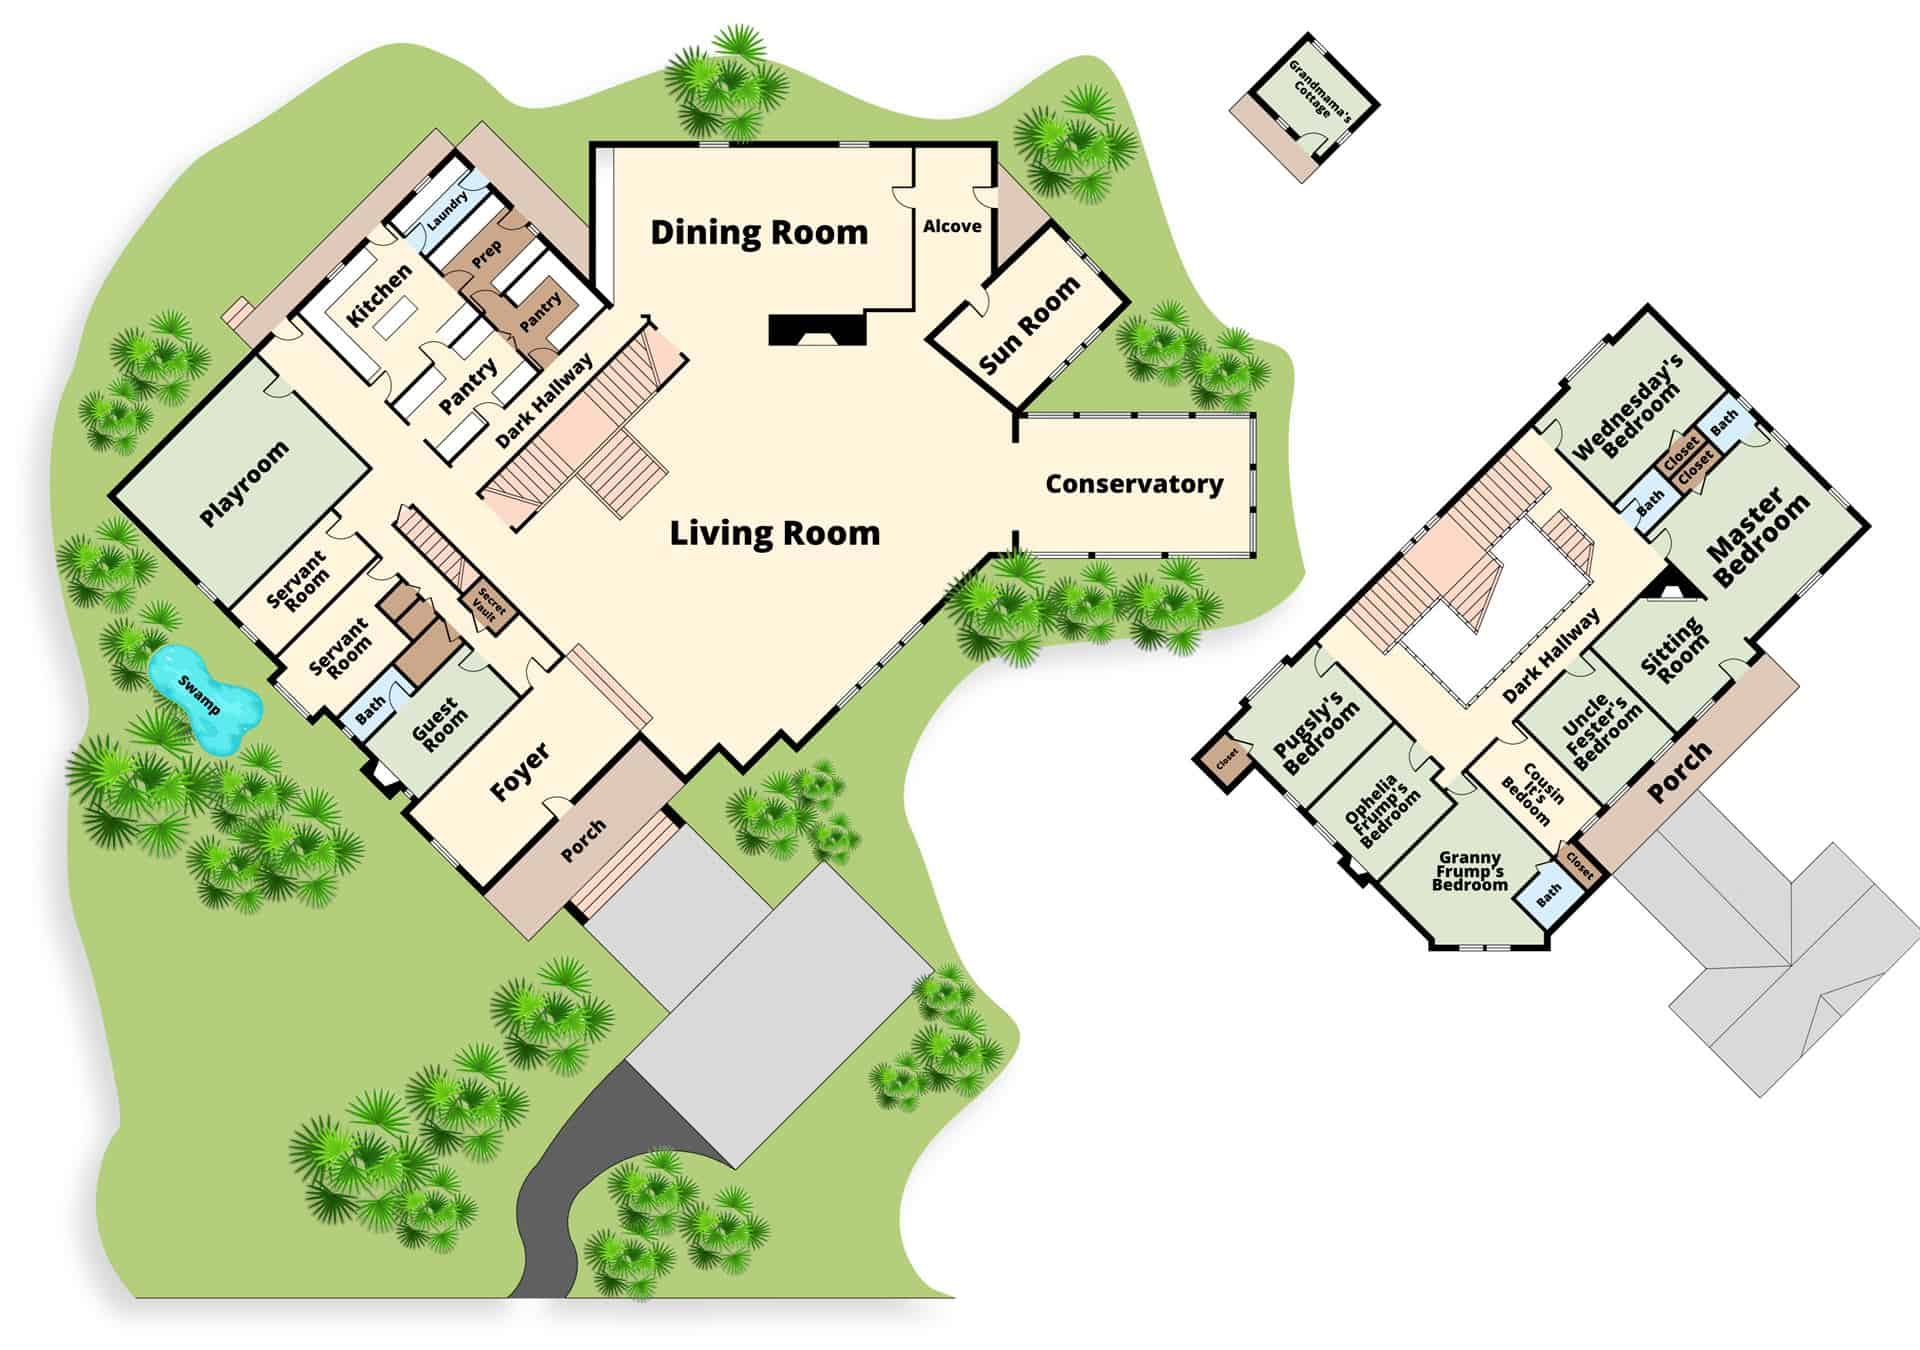 Grandmama's
Cottage
Laundry
Prep
Kitchen
Pantry
Pantry
Dark Hallway
Dining Room
Alcove
Sun Room
Conservatory
Living Room
Playroom
Servant
Room
Servant
Room
Secret
Vault
Bath
Guest
Room
Foyer
Porch
Swamp
Wednesday's
Bedroom
Bath
Closet
Closet
Bath
Master
Bedroom
Sitting
Room
Dark Hallway
Uncle
Fester's
Bedroom
Pugsly's
Bedroom
Closet
Ophelia
Frump's
Bedroom
Cousin
It's
Bedoom
Porch
Granny
Frump's
Bedroom
Closet
Bath